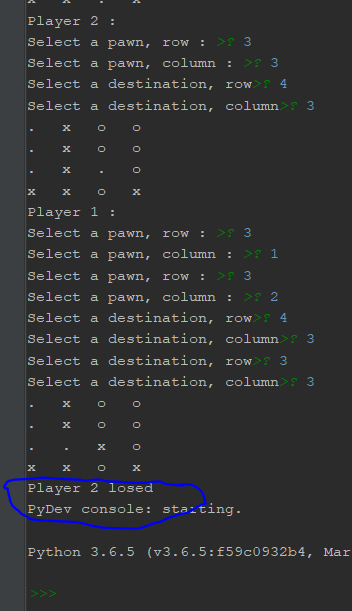 x x . x
Player 2 :
Select a pawn, row : >? 3
Select a pawn, column : >? 3
Select a destination, row>? 4
Select a destination, column>? 3
. x o o
. x o o
. x . o
x x o x
Player 1 :
Select a pawn, row : >? 3
Select a pawn, column : >? 1
Select a pawn, row : >? 3
Select a pawn, column : >? 2
Select a destination, row>? 4
Select a destination, column>? 3
Select a destination, row>? 3
Select a destination, column>? 3
. x o o
. x o o
. . x o
x x o x
Player 2 losed
PyDev console: starting.
Python 3.6.5 (v3.6.5:f59c0932b4, Mar
>>>